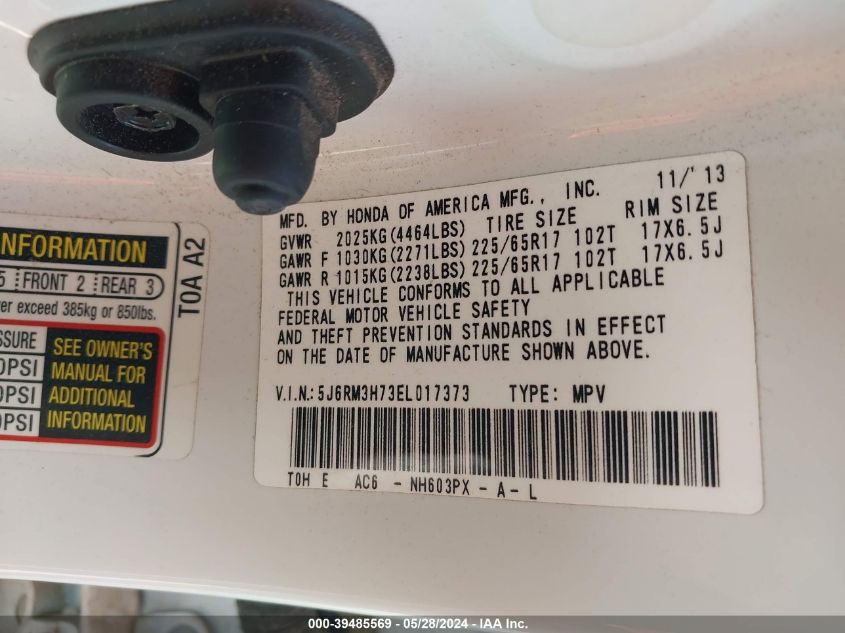 MFD. BY HONDA OF AMERICA MFG., INC. 11/'13
GVWR 2025KG(4464LBS) TIRE SIZE RIM SIZE
GAWR F 1030KG(2271LBS) 225/65R17 102T 17X6.5J
GAWR R 1015KG(2238LBS) 225/65R17 102T 17X6.5J
THIS VEHICLE CONFORMS TO ALL APPLICABLE
FEDERAL MOTOR VEHICLE SAFETY
AND THEFT PREVENTION STANDARDS IN EFFECT
ON THE DATE OF MANUFACTURE SHOWN ABOVE.
V.I.N.:5J6RM3H73EL017373 TYPE: MPV
T0H E AC6 - NH603PX - A - L
INFORMATION
5 FRONT 2 REAR 3
exceed 385kg or 850lbs.
SEE OWNER'S
MANUAL FOR
ADDITIONAL
INFORMATION
T0A A2
000-39485569 - 05/28/2024 - IAA Inc.